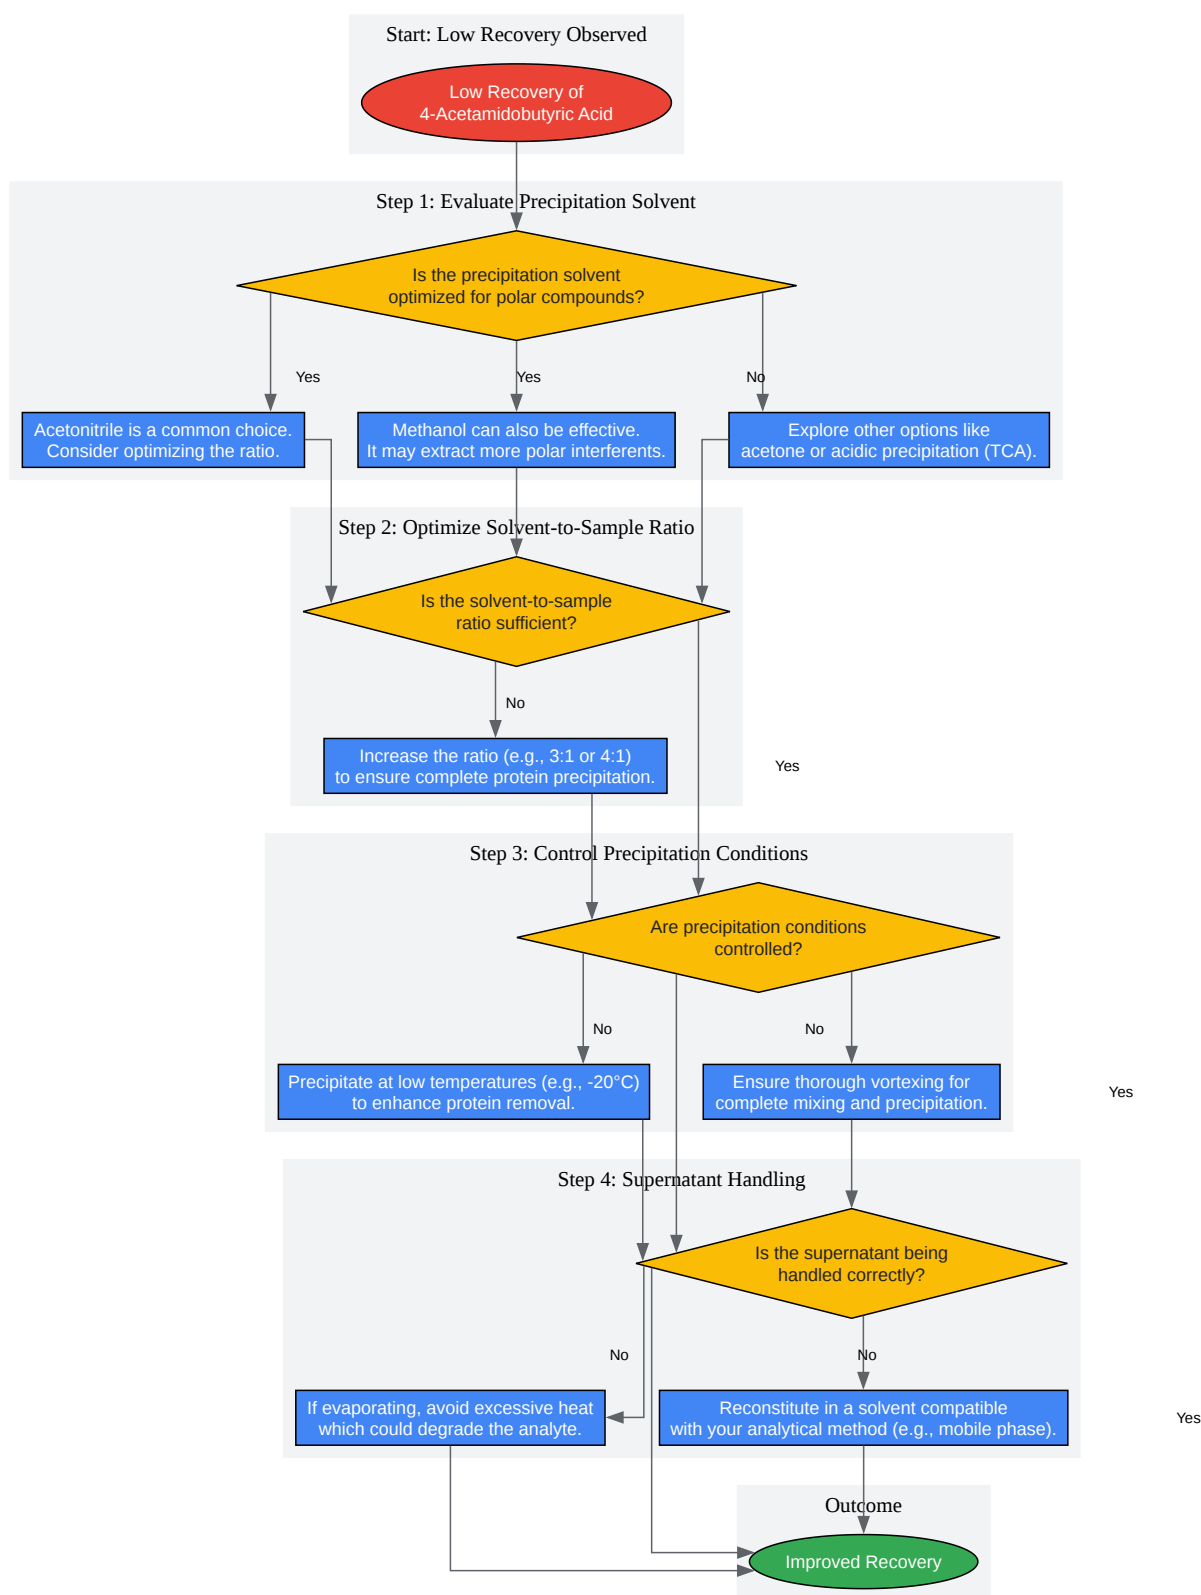 Start: Low Recovery Observed
Low Recovery of
4-Acetamidobutyric Acid
Step 1: Evaluate Precipitation Solvent
Is the precipitation solvent
optimized for polar compounds?
Yes
Yes
No
Acetonitrile is a common choice.
Consider optimizing the ratio.
Methanol can also be effective.
It may extract more polar interferents.
Explore other options like
acetone or acidic precipitation (TCA).
Step 2: Optimize Solvent-to-Sample Ratio
Is the solvent-to-sample
ratio sufficient?
No
Increase the ratio (e.g., 3:1 or 4:1)
to ensure complete protein precipitation.
Yes
Step 3: Control Precipitation Conditions
Are precipitation conditions
controlled?
No
No
Precipitate at low temperatures (e.g., -20°C)
to enhance protein removal.
Ensure thorough vortexing for
complete mixing and precipitation.
Yes
Step 4: Supernatant Handling
Is the supernatant being
handled correctly?
No
No
If evaporating, avoid excessive heat
which could degrade the analyte.
Reconstitute in a solvent compatible
with your analytical method (e.g., mobile phase).
Yes
Outcome
Improved Recovery